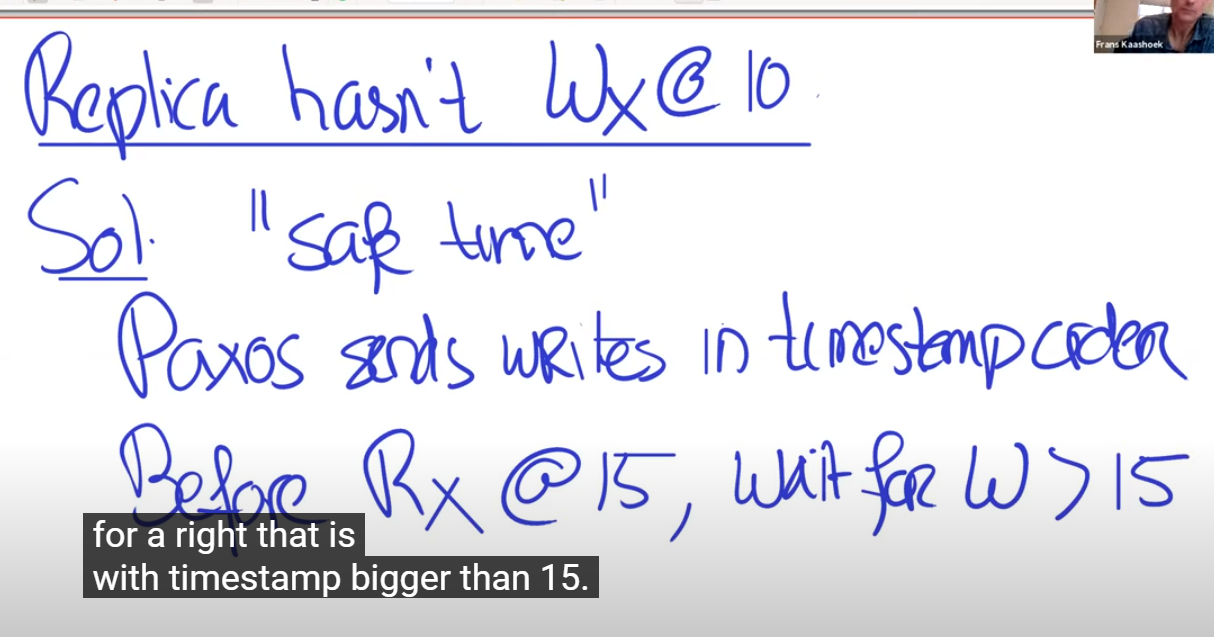 Frans Kaashoek
Replica hasn't Wx@10
Sol. "safe time"
Paxos sends writes in timestamp order
Before Rx @ 15, wait for W > 15
for a right that is
with timestamp bigger than 15.